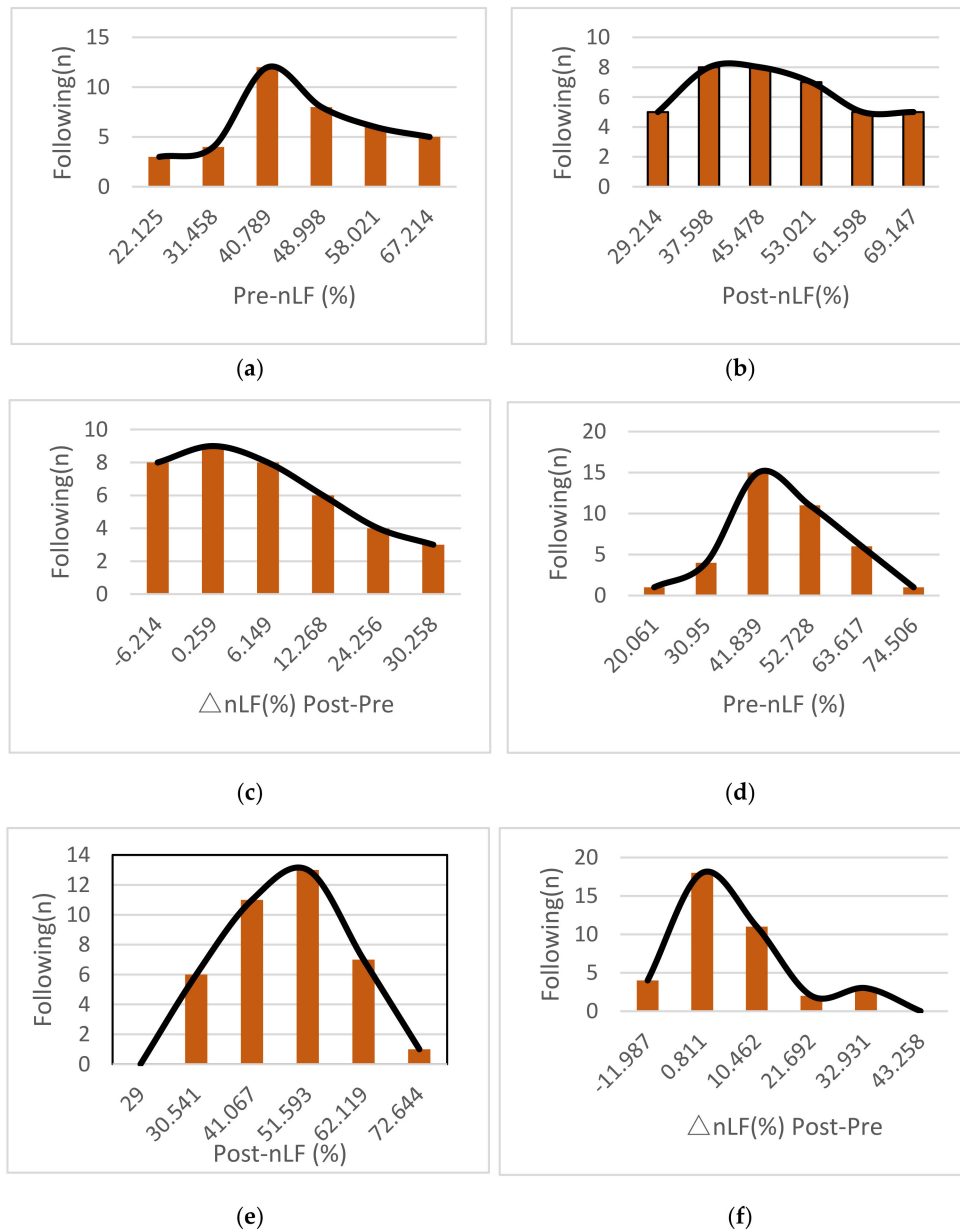 15
10
5
0
Following(n)
22.125 31.458 40.789 48.998 58.021 67.214
Pre-nLF (%)
(a)
10
8
6
4
2
0
Following(n)
29.214 37.598 45.478 53.021 61.598 69.147
Post-nLF(%)
(b)
10
8
6
4
2
0
Following(n)
-6.214 0.259 6.149 12.268 24.256 30.258
△nLF(%) Post-Pre
(c)
20
15
10
5
0
Following(n)
20.061 30.95 41.839 52.728 63.617 74.506
Pre-nLF (%)
(d)
14
12
10
8
6
4
2
0
Following(n)
29 30.541 41.067 51.593 62.119 72.644
Post-nLF (%)
(e)
20
15
10
5
0
Following(n)
-11.987 0.811 10.462 21.692 32.931 43.258
△nLF(%) Post-Pre
(f)